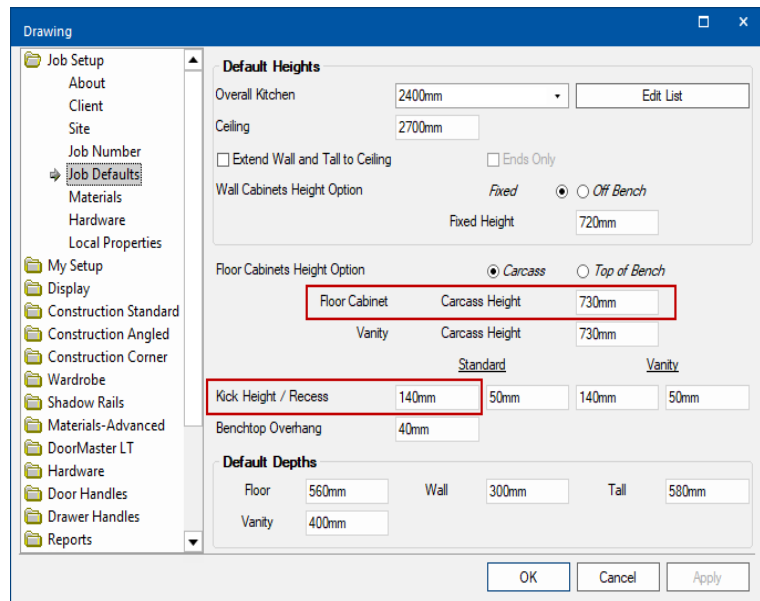 Drawing
Job Setup
About
Client
Site
Job Number
Job Defaults
Materials
Hardware
Local Properties
My Setup
Display
Construction Standard
Construction Angled
Construction Corner
Wardrobe
Shadow Rails
Materials-Advanced
DoorMaster LT
Hardware
Door Handles
Drawer Handles
Reports
Default Heights
Overall Kitchen 2400mm Edit List
Ceiling 2700mm
Extend Wall and Tall to Ceiling Ends Only
Wall Cabinets Height Option Fixed Off Bench
Fixed Height 720mm
Floor Cabinets Height Option Carcass Top of Bench
Floor Cabinet Carcass Height 730mm
Vanity Carcass Height 730mm
Standard Vanity
Kick Height / Recess 140mm 50mm 140mm 50mm
Benchtop Overhang 40mm
Default Depths
Floor 560mm Wall 300mm Tall 580mm
Vanity 400mm
OK Cancel Apply